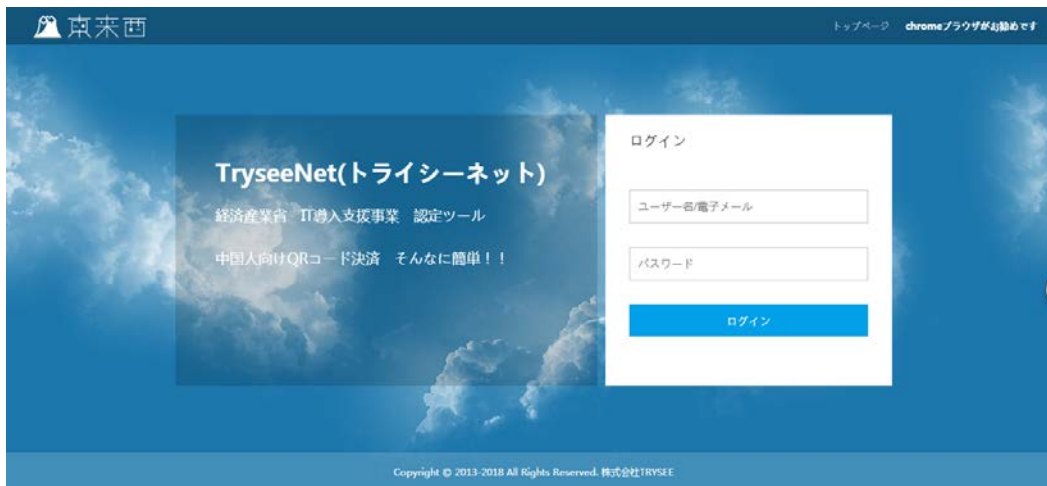 東来西
トップページ chromeブラウザがお勧めです
TryseeNet(トライシーネット)
経済産業省 IT導入支援事業 認定ツール
中国人向けQRコード決済 そんなに簡単！！
ログイン
ユーザー名/電子メール
パスワード
ログイン
Copyright © 2013-2018 All Rights Reserved. 株式会社TRYSEE